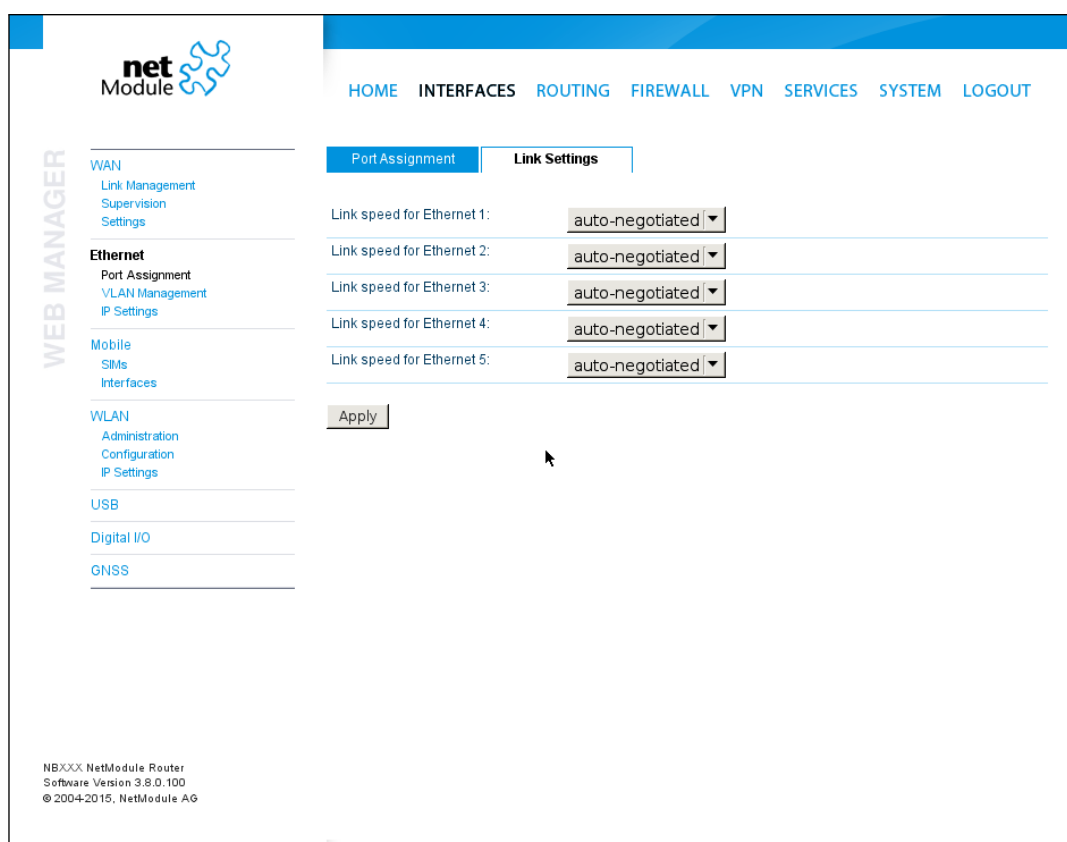 net
Module
HOME INTERFACES ROUTING FIREWALL VPN SERVICES SYSTEM LOGOUT
WEB MANAGER
WAN
Link Management
Supervision
Settings
Ethernet
Port Assignment
VLAN Management
IP Settings
Mobile
SIMs
Interfaces
WLAN
Administration
Configuration
IP Settings
USB
Digital I/O
GNSS
Port Assignment Link Settings
Link speed for Ethernet 1: auto-negotiated
Link speed for Ethernet 2: auto-negotiated
Link speed for Ethernet 3: auto-negotiated
Link speed for Ethernet 4: auto-negotiated
Link speed for Ethernet 5: auto-negotiated
Apply
NBXXX NetModule Router
Software Version 3.8.0.100
© 2004-2015, NetModule AG